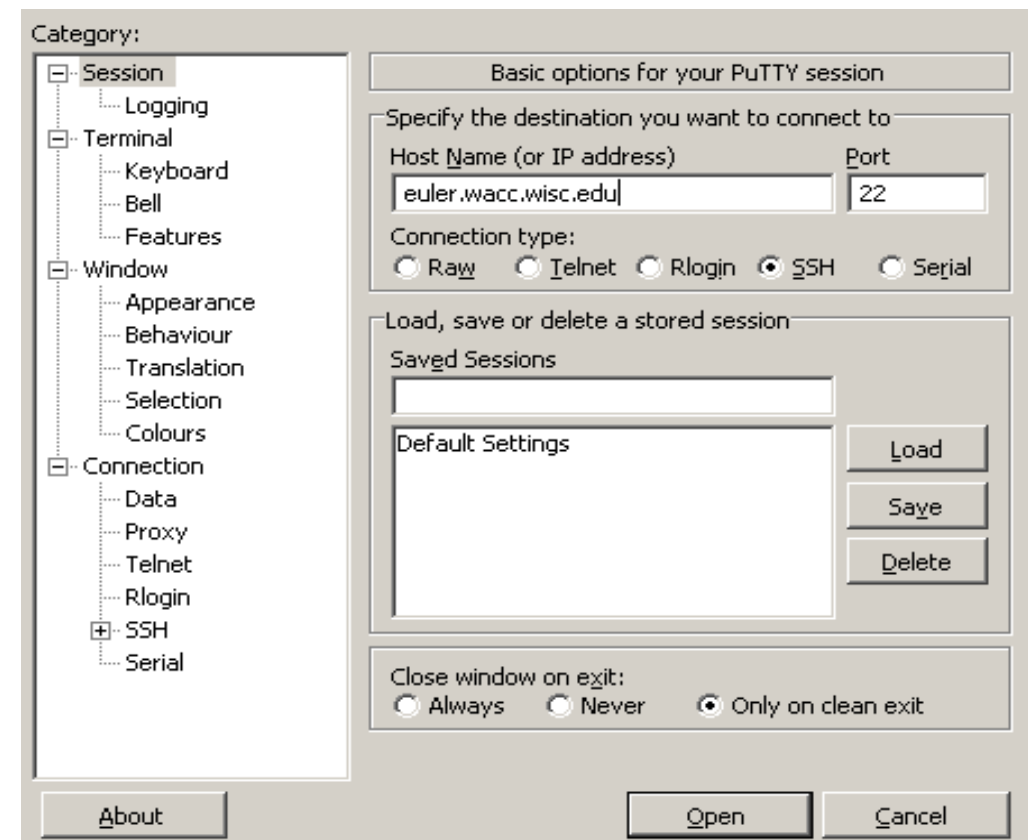 Category:
Session
Logging
Terminal
Keyboard
Bell
Features
Window
Appearance
Behaviour
Translation
Selection
Colours
Connection
Data
Proxy
Telnet
Rlogin
SSH
Serial
Basic options for your PuTTY session
Specify the destination you want to connect to
Host Name (or IP address) Port
euler.wacc.wisc.edu 22
Connection type:
Raw Telnet Rlogin SSH Serial
Load, save or delete a stored session
Saved Sessions
Default Settings
Load
Save
Delete
Close window on exit:
Always Never Only on clean exit
About Open Cancel